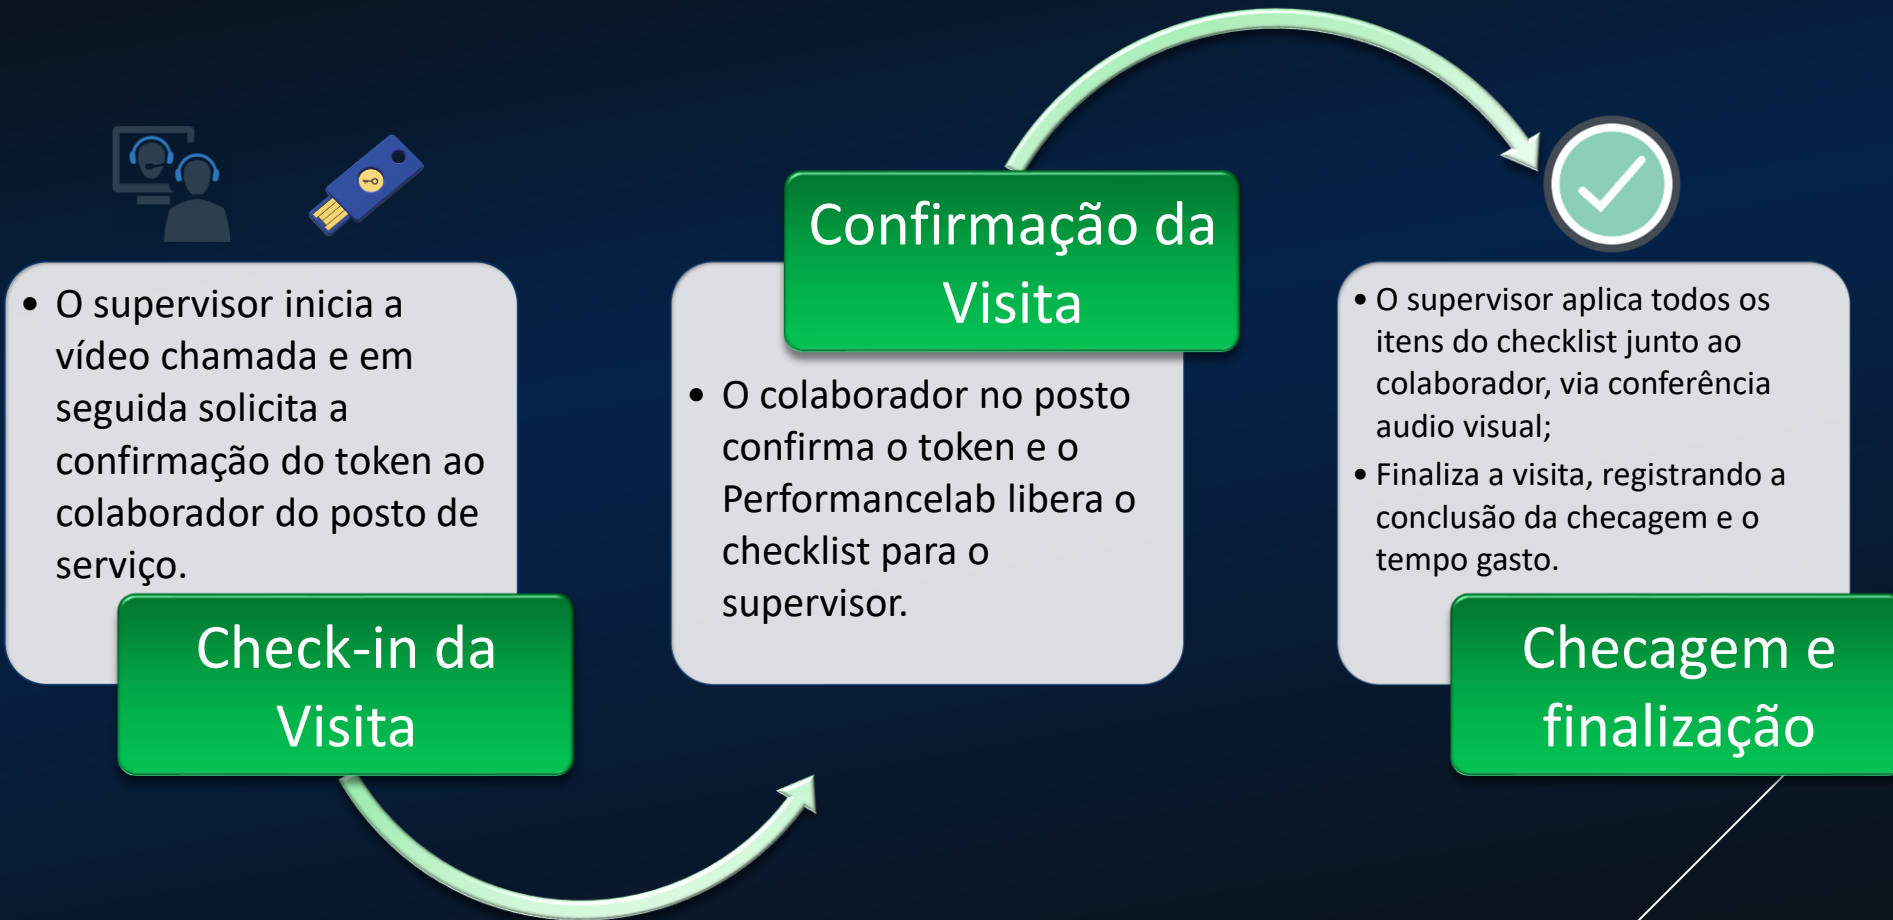 • O supervisor inicia a
vídeo chamada e em
seguida solicita a
confirmação do token ao
colaborador do posto de
serviço.
Check-in da
Visita
Confirmação da
Visita
• O colaborador no posto
confirma o token e o
Performancelab libera o
checklist para o
supervisor.
• O supervisor aplica todos os
itens do checklist junto ao
colaborador, via conferência
audio visual;
• Finaliza a visita, registrando a
conclusão da checagem e o
tempo gasto.
Checagem e
finalização